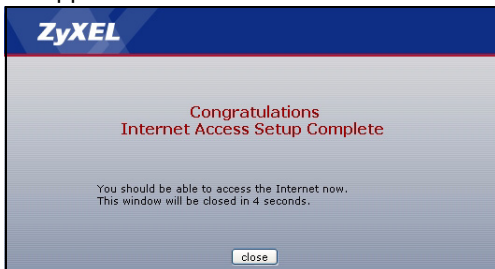 ZyXEL
Congratulations
Internet Access Setup Complete
You should be able to access the Internet now.
This window will be closed in 4 seconds.
close